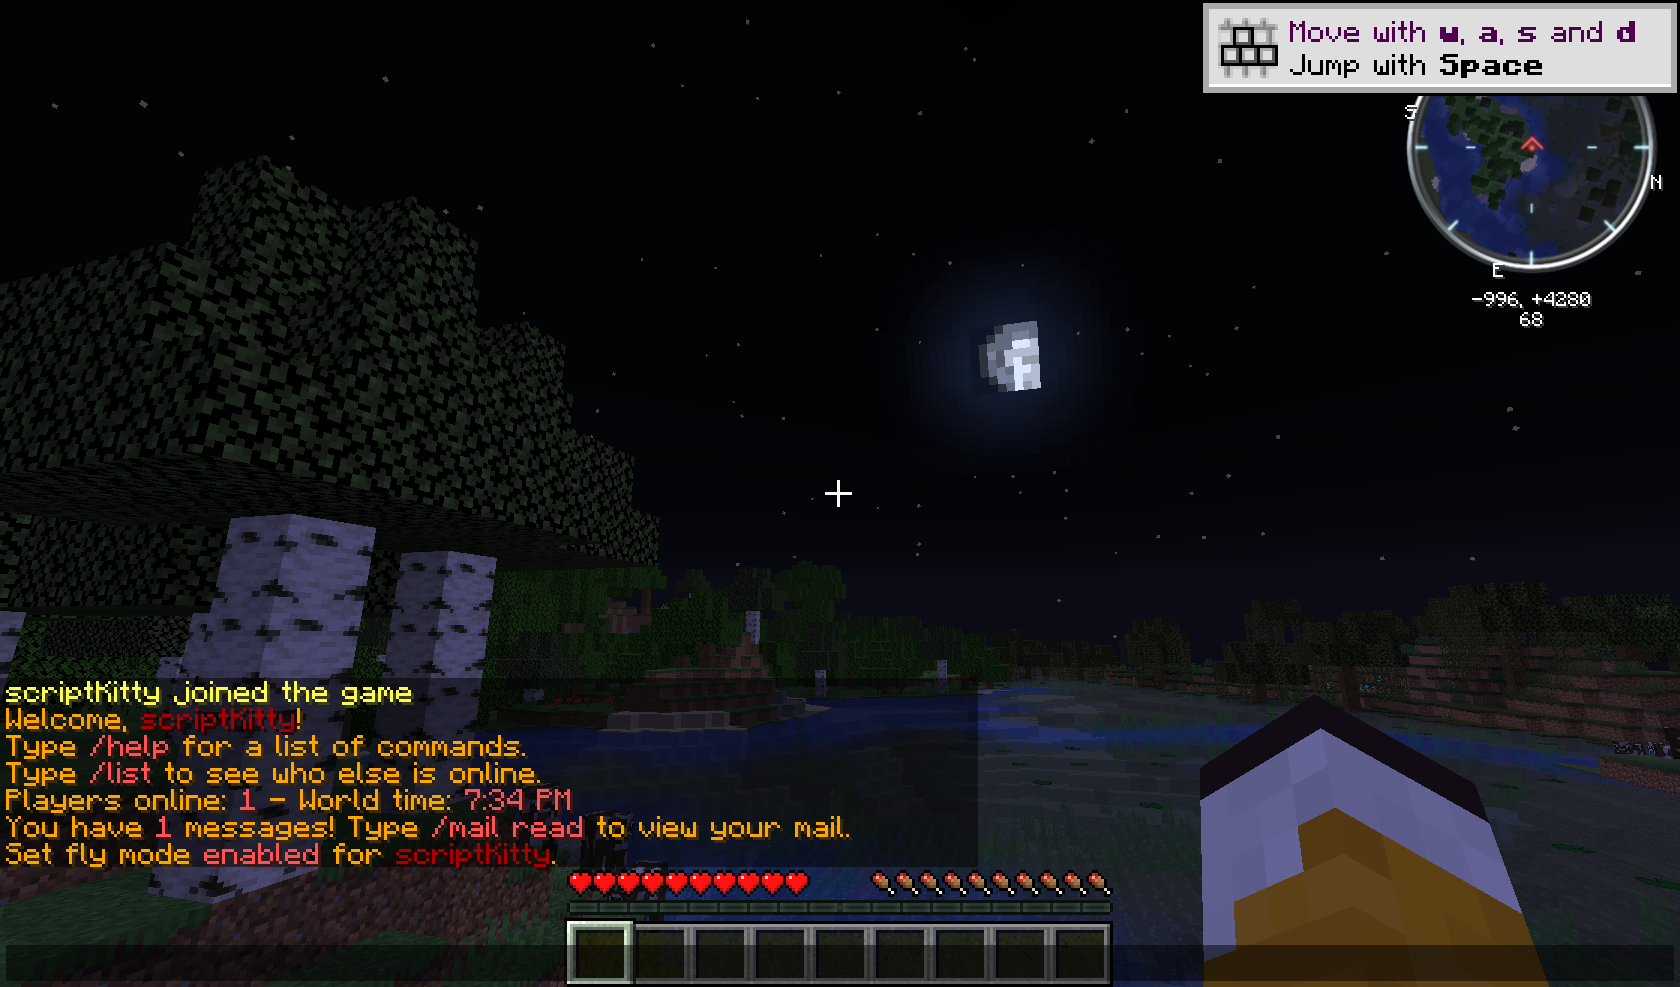 Move with w, a, s and d
Jump with Space
S
N
E
-996, +4280
68
scriptKitty joined the game
Welcome, scriptKitty!
Type /help for a list of commands.
Type /list to see who else is online.
Players online: 1 - World time: 7:34 PM
You have 1 messages! Type /mail read to view your mail.
Set fly mode enabled for scriptKitty.